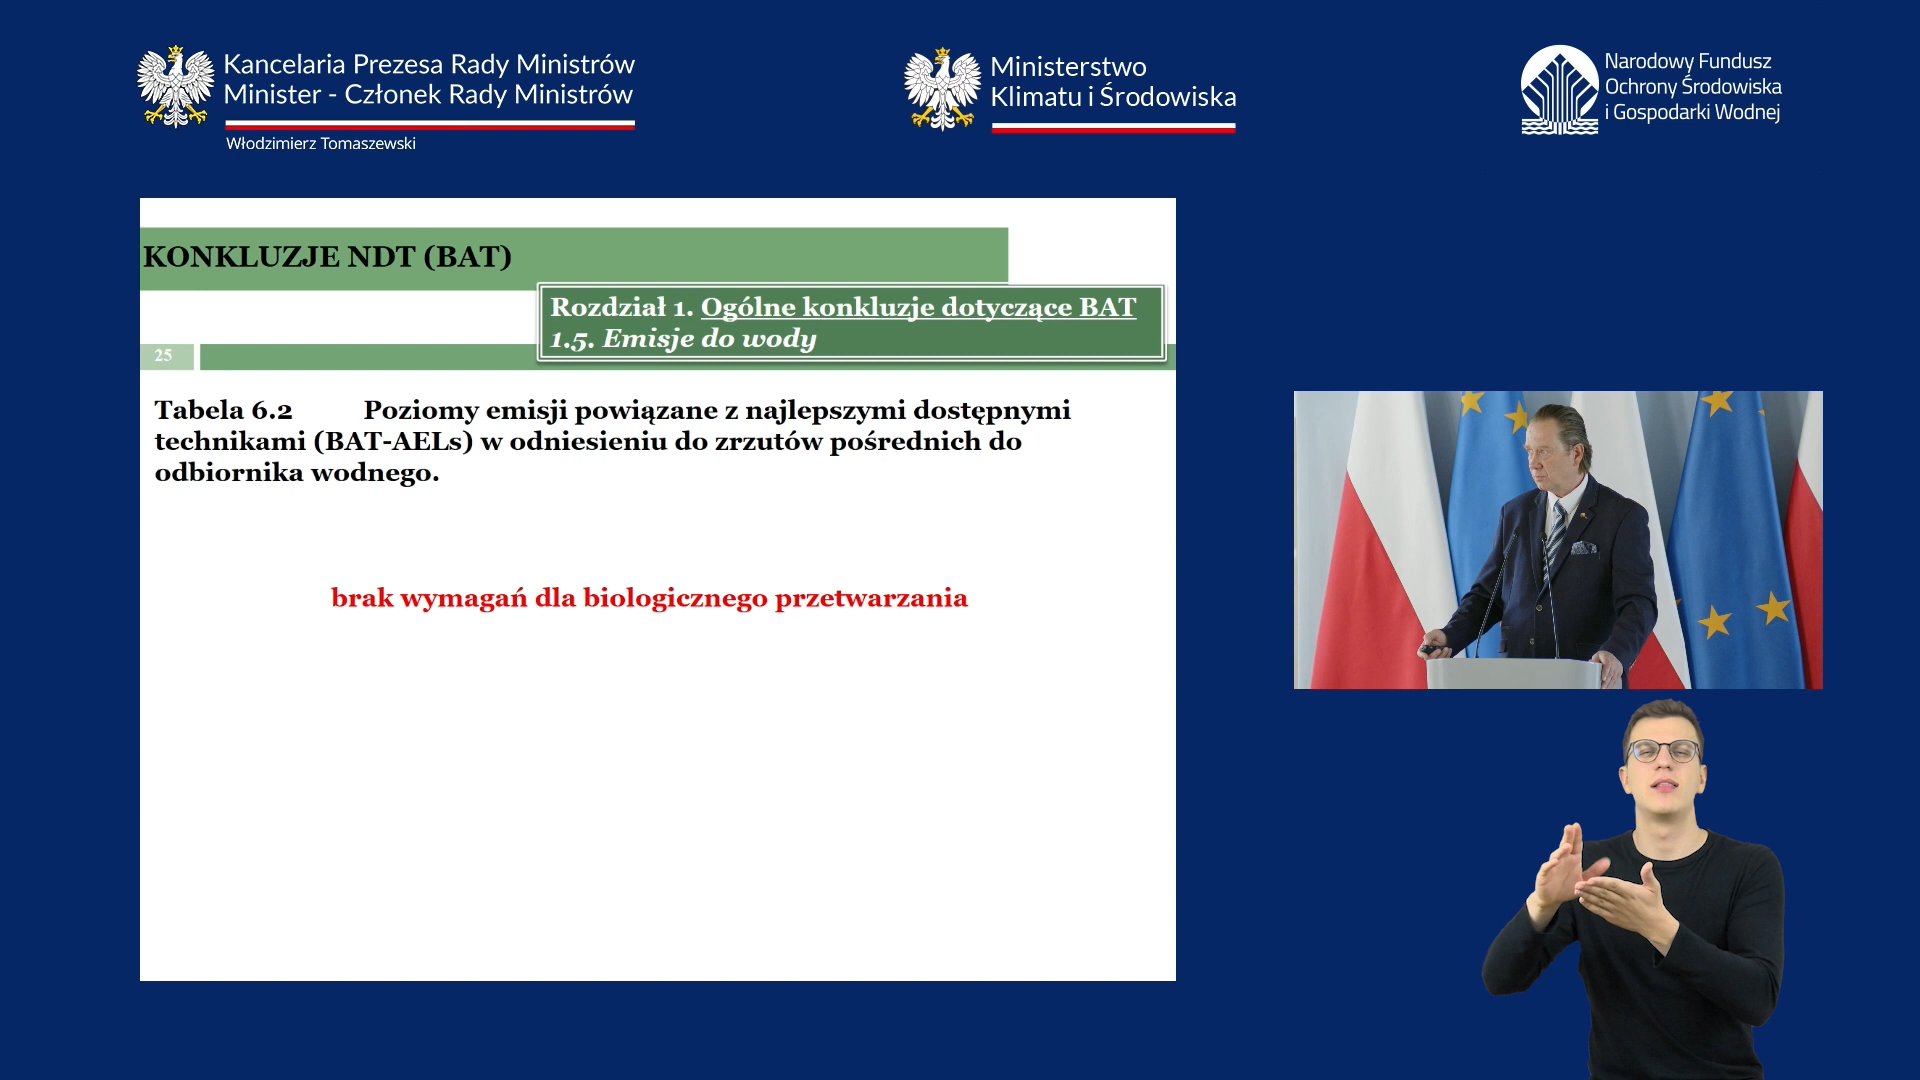 Kancelaria Prezesa Rady Ministrów
Minister - Członek Rady Ministrów
Włodzimierz Tomaszewski
Ministerstwo
Klimatu i Środowiska
Narodowy Fundusz
Ochrony Środowiska
i Gospodarki Wodnej
KONKLUZJE NDT (BAT)
Rozdział 1. Ogólne konkluzje dotyczące BAT
1.5. Emisje do wody
25
Tabela 6.2 Poziomy emisji powiązane z najlepszymi dostępnymi
technikami (BAT-AELs) w odniesieniu do zrzutów pośrednich do
odbiornika wodnego.
brak wymagań dla biologicznego przetwarzania